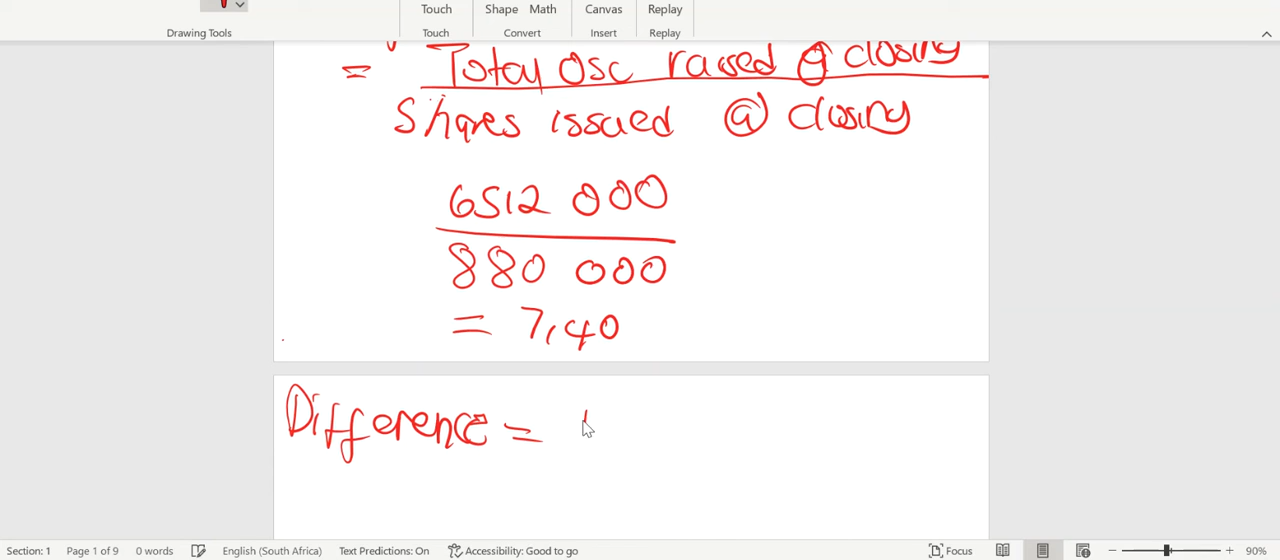 Touch Shape Math Canvas Replay
Drawing Tools Touch Convert Insert Replay
= Total Osc raised @ closing
Shares issued @ closing
6512 000
880 000
= 7,40
Difference =
Section: 1 Page 1 of 9 0 words English (South Africa) Text Predictions: On Accessibility: Good to go Focus 90%